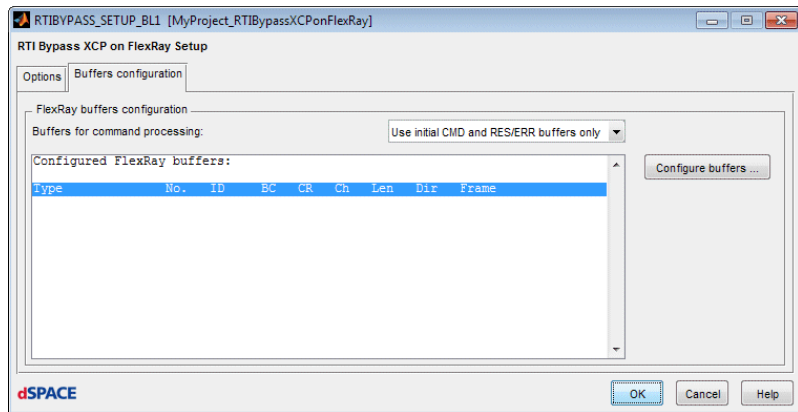 RTIBYPASS_SETUP_BL1 [MyProject_RTIBypassXCPonFlexRay]
RTI Bypass XCP on FlexRay Setup
Options Buffers configuration
FlexRay buffers configuration
Buffers for command processing: Use initial CMD and RES/ERR buffers only
Configured FlexRay buffers:
Configure buffers ...
Type No. ID BC CR Ch Len Dir Frame
dSPACE OK Cancel Help